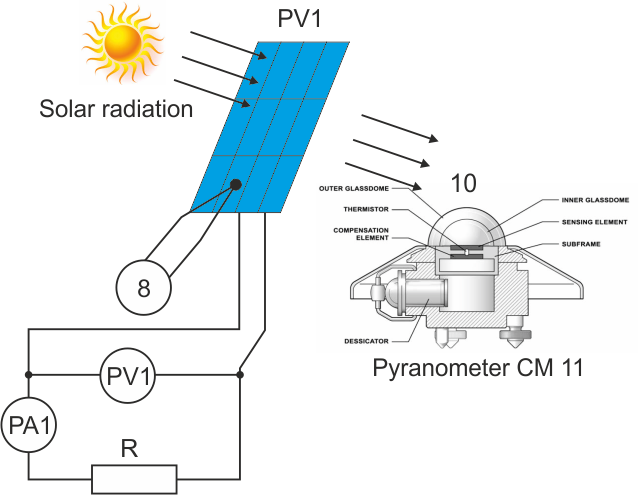 PV1
Solar radiation
10
OUTER GLASSDOME
INNER GLASSDOME
THERMISTOR
SENSING ELEMENT
COMPENSATION
ELEMENT
SUBFRAME
8
DESSICATOR
Pyranometer CM 11
PV1
PA1
R